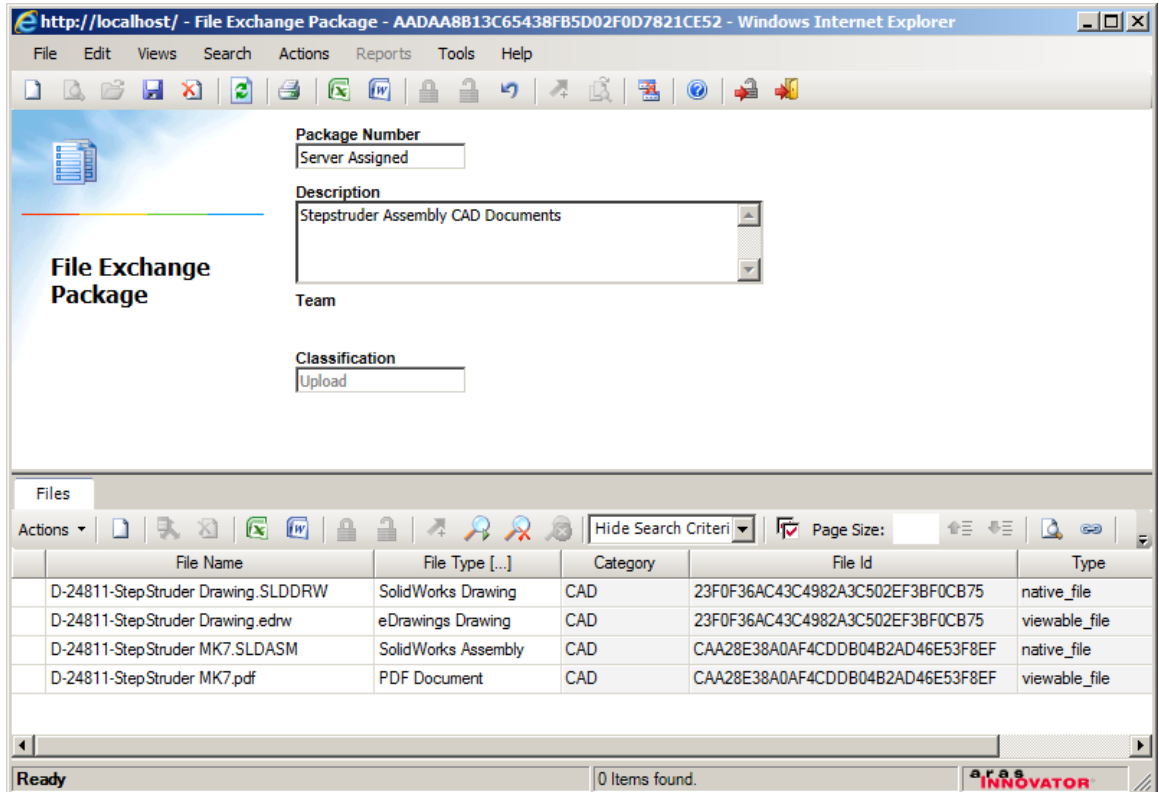 http://localhost/ - File Exchange Package - AADAA8B13C65438FB5D02F0D7821CE52 - Windows Internet Explorer
File Edit Views Search Actions Reports Tools Help
Package Number
Server Assigned
Description
Stepstruder Assembly CAD Documents
File Exchange
Package
Team
Classification
Upload
Files
Actions Hide Search Criteri Page Size:
File Name File Type [...] Category File Id Type
D-24811-StepStruder Drawing.SLDDRW SolidWorks Drawing CAD 23F0F36AC43C4982A3C502EF3BF0CB75 native_file
D-24811-StepStruder Drawing.edrw eDrawings Drawing CAD 23F0F36AC43C4982A3C502EF3BF0CB75 viewable_file
D-24811-StepStruder MK7.SLDASM SolidWorks Assembly CAD CAA28E38A0AF4CDDB04B2AD46E53F8EF native_file
D-24811-StepStruder MK7.pdf PDF Document CAD CAA28E38A0AF4CDDB04B2AD46E53F8EF viewable_file
Ready 0 Items found. aras INNOVATOR